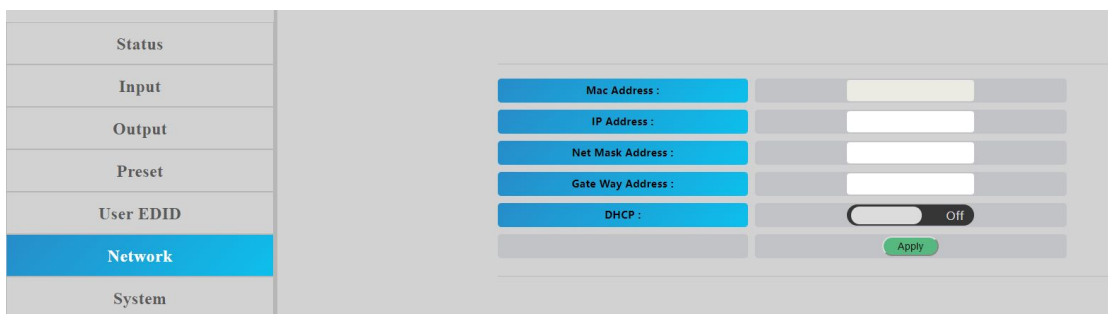 Status
Input
Output
Preset
User EDID
Network
System
Mac Address :
IP Address :
Net Mask Address :
Gate Way Address :
DHCP :
Off
Apply